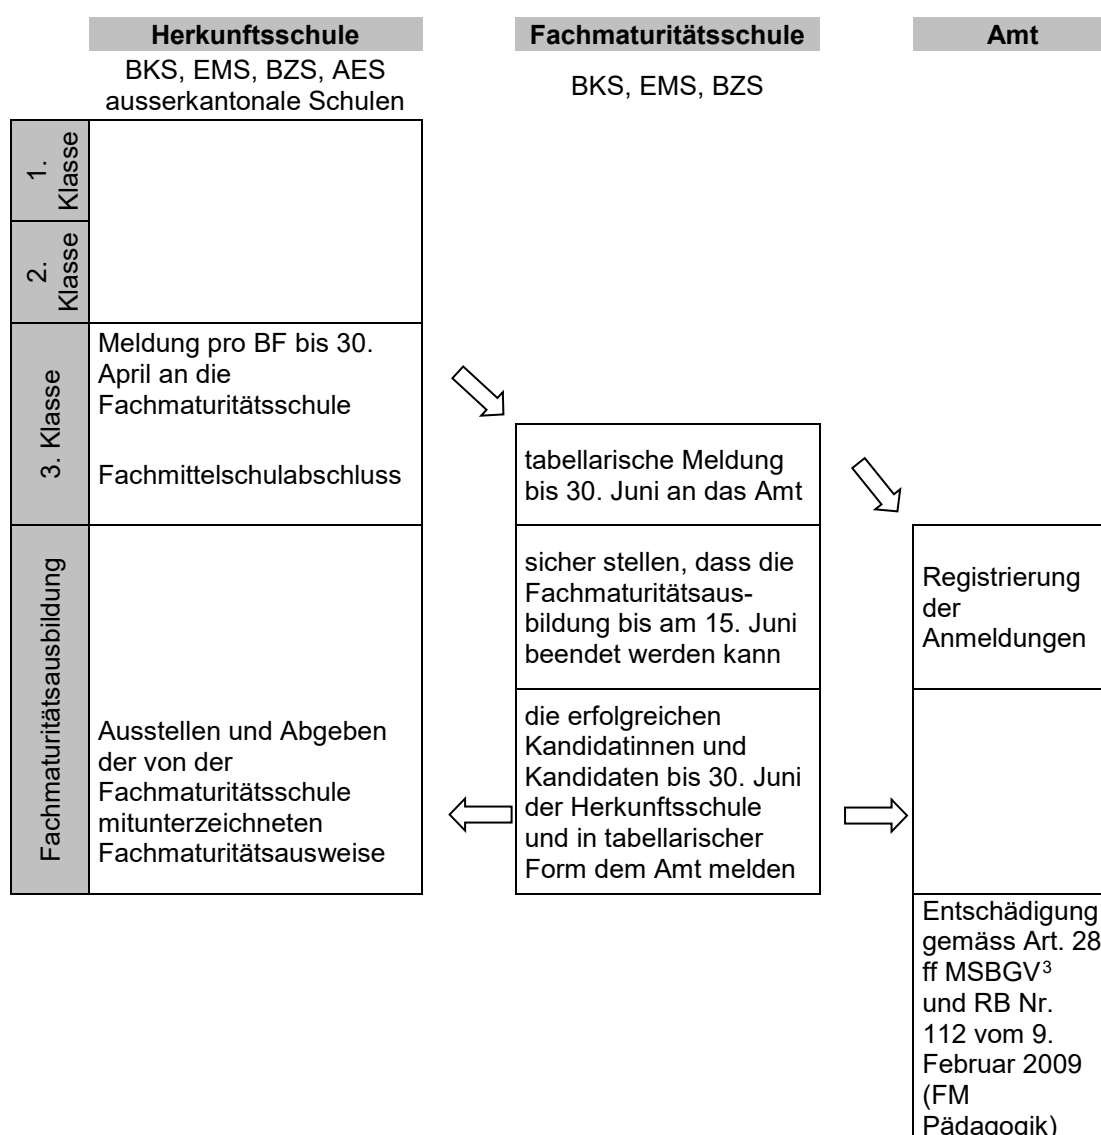 Herkunftsschule
Fachmaturitätsschule
Amt
BKS, EMS, BZS, AES
ausserkantonale Schulen
BKS, EMS, BZS
1.
Klasse
2.
Klasse
3. Klasse
Meldung pro BF bis 30.
April an die
Fachmaturitätsschule
Fachmittelschulabschluss
tabellarische Meldung
bis 30. Juni an das Amt
Fachmaturitätsausbildung
sicher stellen, dass die
Fachmaturitätsaus-
bildung bis am 15. Juni
beendet werden kann
Registrierung
der
Anmeldungen
Ausstellen und Abgeben
der von der
Fachmaturitätsschule
mitunterzeichneten
Fachmaturitätsausweise
die erfolgreichen
Kandidatinnen und
Kandidaten bis 30. Juni
der Herkunftsschule
und in tabellarischer
Form dem Amt melden
Entschädigung
gemäss Art. 28
ff MSBGV³
und RB Nr.
112 vom 9.
Februar 2009
(FM
Pädagogik)